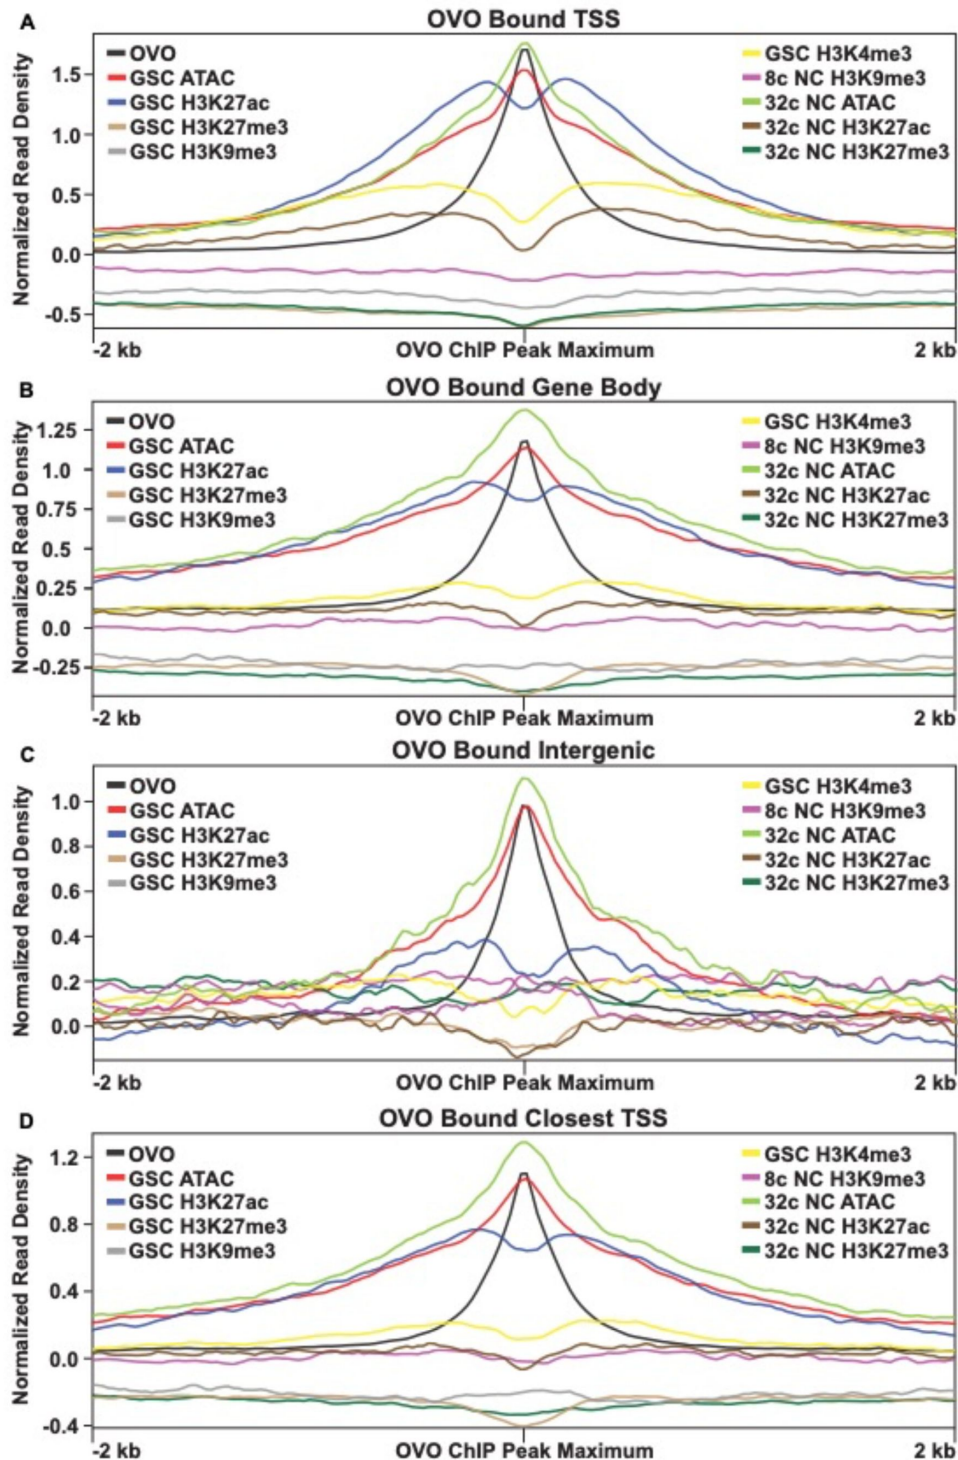 A
OVO Bound TSS
Normalized Read Density
1.5
1.0
0.5
0.0
-0.5
OVO
GSC ATAC
GSC H3K27ac
GSC H3K27me3
GSC H3K9me3
GSC H3K4me3
8c NC H3K9me3
32c NC ATAC
32c NC H3K27ac
32c NC H3K27me3
-2 kb
OVO ChIP Peak Maximum
2 kb
B
OVO Bound Gene Body
Normalized Read Density
1.25
1.0
0.75
0.5
0.25
0.0
-0.25
OVO
GSC ATAC
GSC H3K27ac
GSC H3K27me3
GSC H3K9me3
GSC H3K4me3
8c NC H3K9me3
32c NC ATAC
32c NC H3K27ac
32c NC H3K27me3
-2 kb
OVO ChIP Peak Maximum
2 kb
C
OVO Bound Intergenic
Normalized Read Density
1.0
0.8
0.6
0.4
0.2
0.0
OVO
GSC ATAC
GSC H3K27ac
GSC H3K27me3
GSC H3K9me3
GSC H3K4me3
8c NC H3K9me3
32c NC ATAC
32c NC H3K27ac
32c NC H3K27me3
-2 kb
OVO ChIP Peak Maximum
2 kb
D
OVO Bound Closest TSS
Normalized Read Density
1.2
0.8
0.4
0.0
-0.4
OVO
GSC ATAC
GSC H3K27ac
GSC H3K27me3
GSC H3K9me3
GSC H3K4me3
8c NC H3K9me3
32c NC ATAC
32c NC H3K27ac
32c NC H3K27me3
-2 kb
OVO ChIP Peak Maximum
2 kb